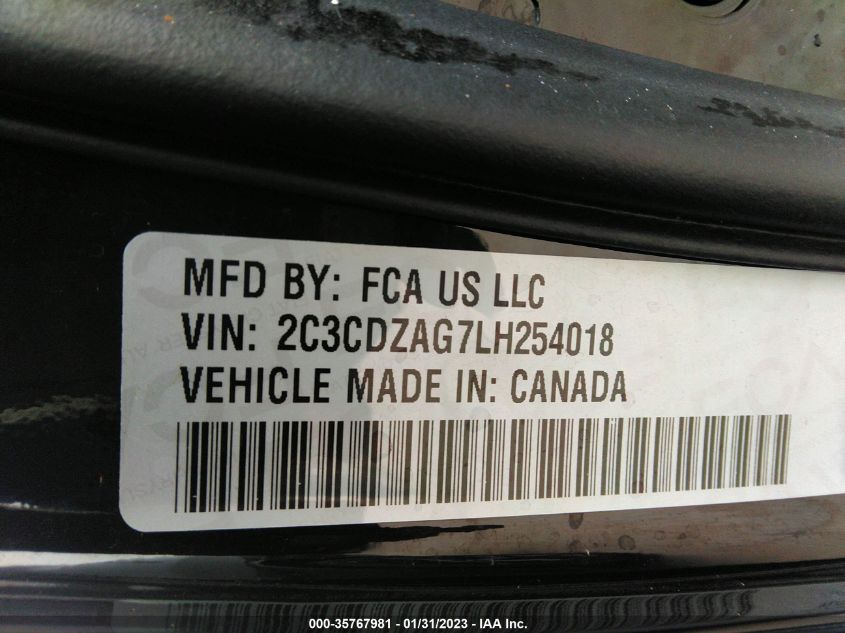 MFD BY: FCA US LLC
VIN: 2C3CDZAG7LH254018
VEHICLE MADE IN: CANADA
000-35767981 - 01/31/2023 - IAA Inc.